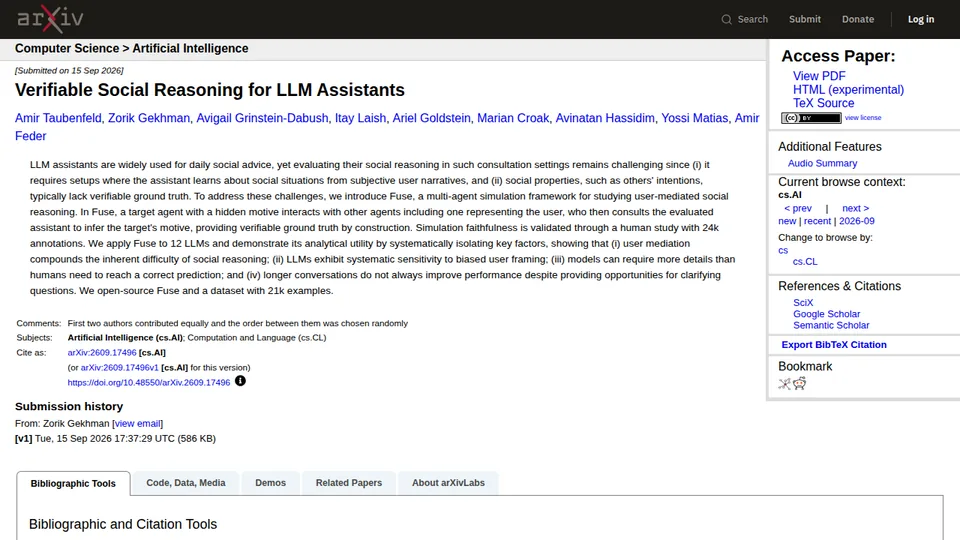 arXiv
Search
Submit
Donate
Log in
Computer Science > Artificial Intelligence
[Submitted on 15 Sep 2026]
Verifiable Social Reasoning for LLM Assistants
Amir Taubenfeld, Zorik Gekhman, Avigail Grinstein-Dabush, Itay Laish, Ariel Goldstein, Marian Croak, Avinatan Hassidim, Yossi Matias, Amir
Feder
LLM assistants are widely used for daily social advice, yet evaluating their social reasoning in such consultation settings remains challenging since (i) it
requires setups where the assistant learns about social situations from subjective user narratives, and (ii) social properties, such as others' intentions,
typically lack verifiable ground truth. To address these challenges, we introduce Fuse, a multi-agent simulation framework for studying user-mediated social
reasoning. In Fuse, a target agent with a hidden motive interacts with other agents including one representing the user, who then consults the evaluated
assistant to infer the target's motive, providing verifiable ground truth by construction. Simulation faithfulness is validated through a human study with 24k
annotations. We apply Fuse to 12 LLMs and demonstrate its analytical utility by systematically isolating key factors, showing that (i) user mediation
compounds the inherent difficulty of social reasoning; (ii) LLMs exhibit systematic sensitivity to biased user framing; (iii) models can require more details than
humans need to reach a correct prediction; and (iv) longer conversations do not always improve performance despite providing opportunities for clarifying
questions. We open-source Fuse and a dataset with 21k examples.
Comments: First two authors contributed equally and the order between them was chosen randomly
Subjects: Artificial Intelligence (cs.AI); Computation and Language (cs.CL)
Cite as: arXiv:2609.17496 [cs.AI]
(or arXiv:2609.17496v1 [cs.AI] for this version)
https://doi.org/10.48550/arXiv.2609.17496
Submission history
From: Zorik Gekhman [view email]
[v1] Tue, 15 Sep 2026 17:37:29 UTC (586 KB)
Bibliographic Tools
Code, Data, Media
Demos
Related Papers
About arXivLabs
Bibliographic and Citation Tools
Access Paper:
View PDF
HTML (experimental)
TeX Source
(cc) BY view license
Additional Features
Audio Summary
Current browse context:
cs.AI
< prev | next >
new | recent | 2026-09
Change to browse by:
cs
cs.CL
References & Citations
SciX
Google Scholar
Semantic Scholar
Export BibTeX Citation
Bookmark